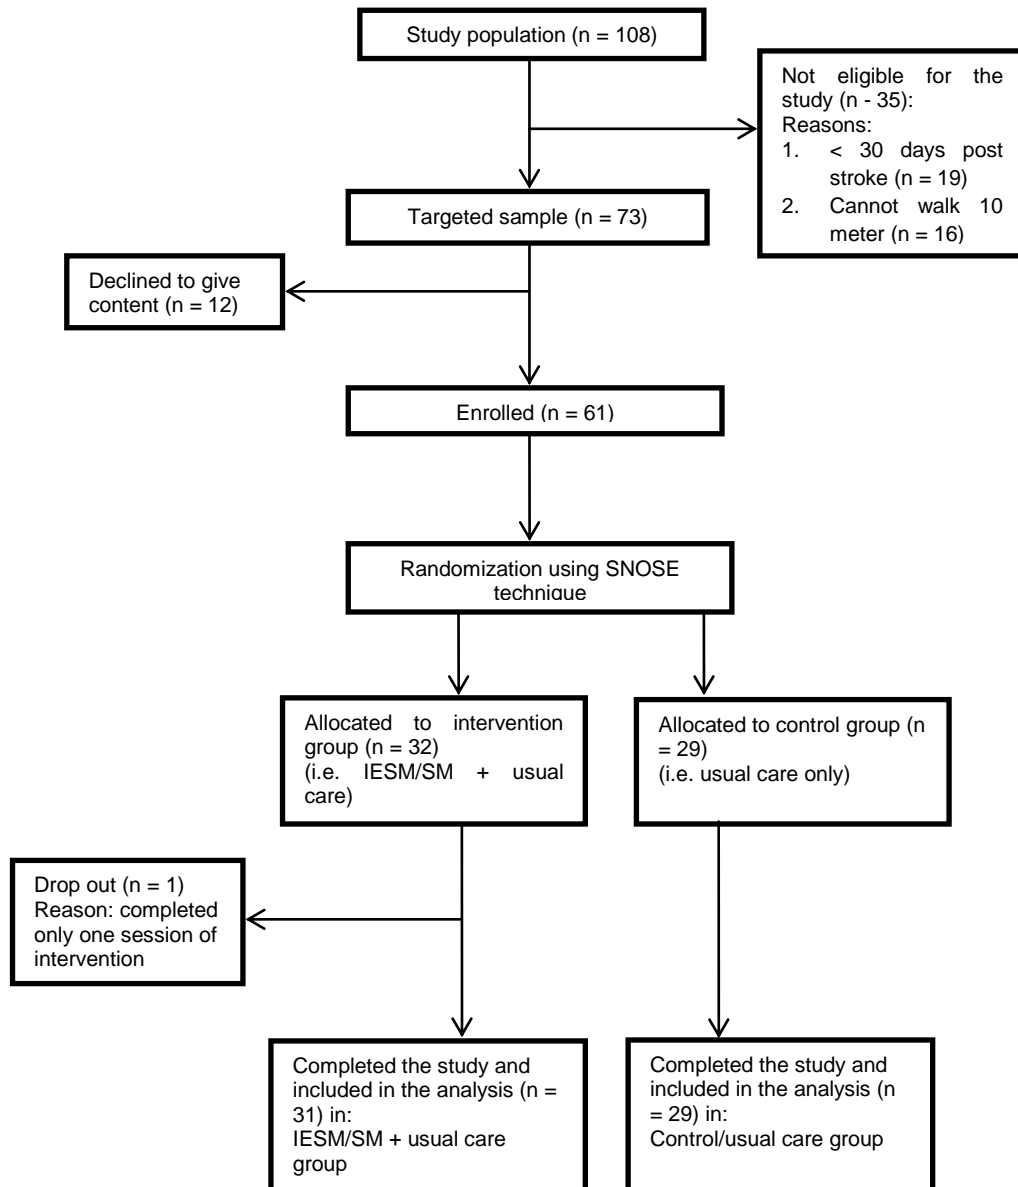 Study population (n = 108)
Not eligible for the
study (n - 35):
Reasons:
1. < 30 days post
stroke (n = 19)
2. Cannot walk 10
meter (n = 16)
Targeted sample (n = 73)
Declined to give
content (n = 12)
Enrolled (n = 61)
Randomization using SNOSE
technique
Allocated to intervention
group (n = 32)
(i.e. IESM/SM + usual
care)
Allocated to control group (n
= 29)
(i.e. usual care only)
Drop out (n = 1)
Reason: completed
only one session of
intervention
Completed the study and
included in the analysis (n =
31) in:
IESM/SM + usual care
group
Completed the study and
included in the analysis (n
= 29) in:
Control/usual care group